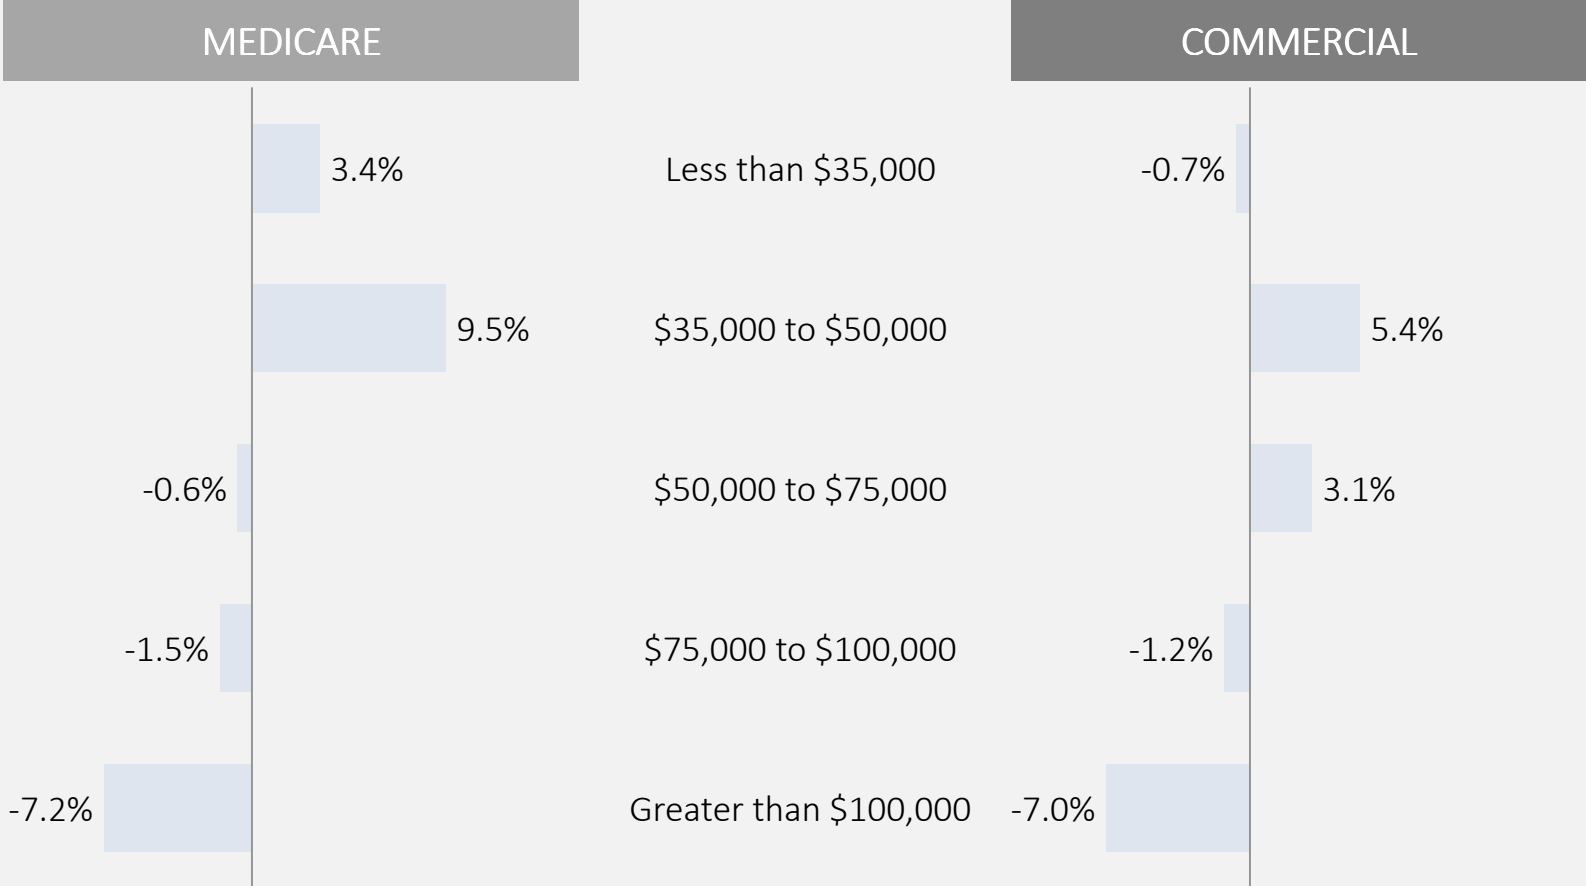 MEDICARE
COMMERCIAL
3.4%
Less than $35,000
-0.7%
9.5%
$35,000 to $50,000
5.4%
-0.6%
$50,000 to $75,000
3.1%
-1.5%
$75,000 to $100,000
-1.2%
-7.2%
Greater than $100,000
-7.0%